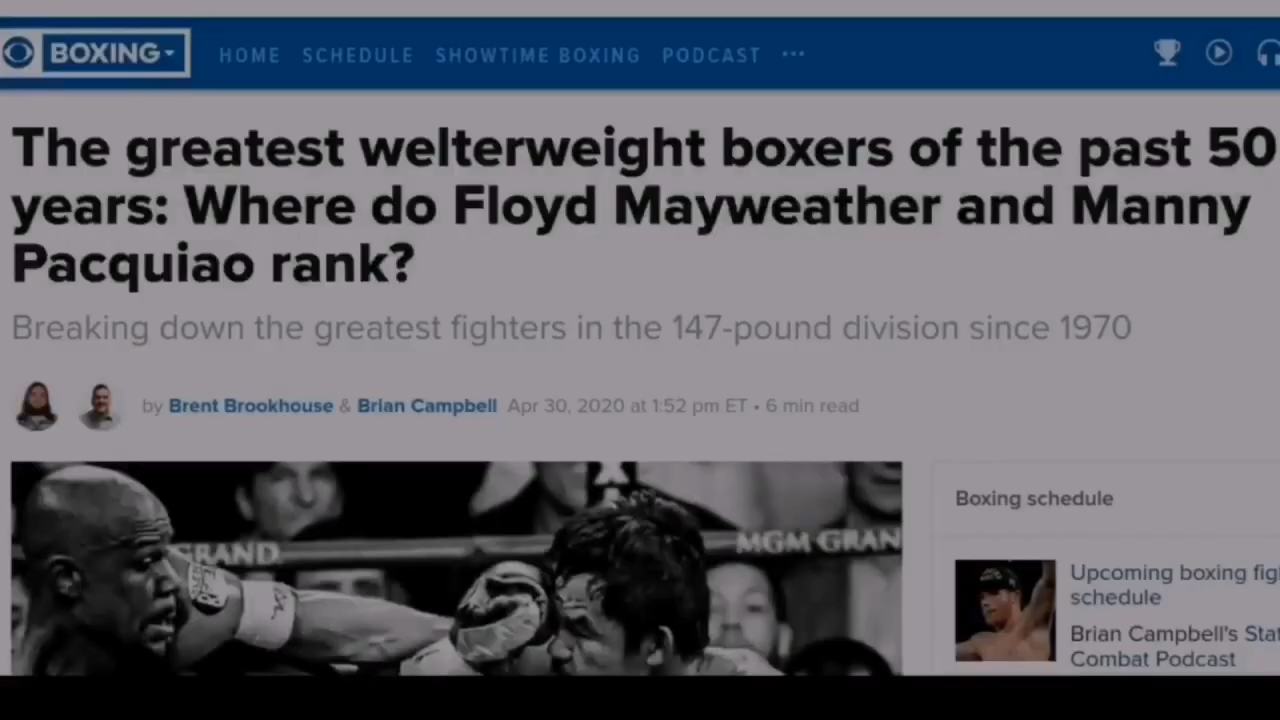 BOXING
HOME SCHEDULE SHOWTIME BOXING PODCAST ...
The greatest welterweight boxers of the past 50
years: Where do Floyd Mayweather and Manny
Pacquiao rank?
Breaking down the greatest fighters in the 147-pound division since 1970
by Brent Brookhouse & Brian Campbell Apr 30, 2020 at 1:52 pm ET • 6 min read
GRAND
MGM GRAN
Boxing schedule
Upcoming boxing fig
schedule
Brian Campbell's Stat
Combat Podcast